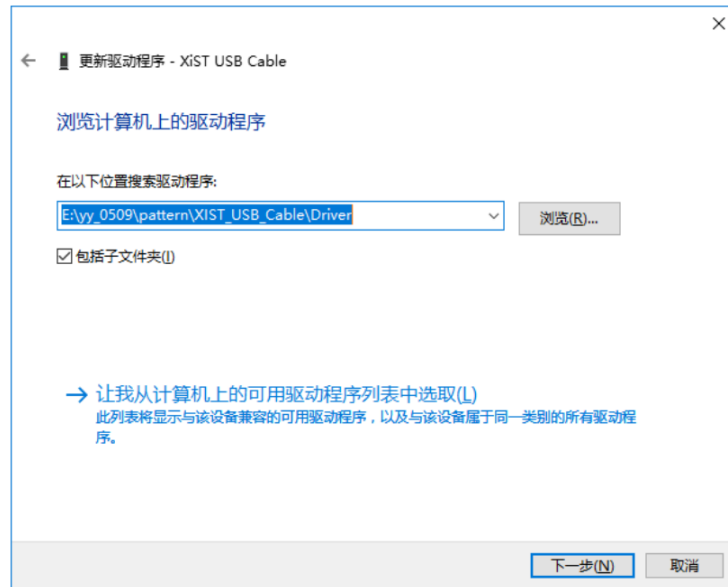 更新驱动程序 - XiST USB Cable
浏览计算机上的驱动程序
在以下位置搜索驱动程序:
E:\yy_0509\pattern\XIST_USB_Cable\Driver
浏览(R)...
包括子文件夹(I)
让我从计算机上的可用驱动程序列表中选取(L)
此列表将显示与该设备兼容的可用驱动程序，以及与该设备属于同一类别的所有驱动程
序。
下一步(N)
取消